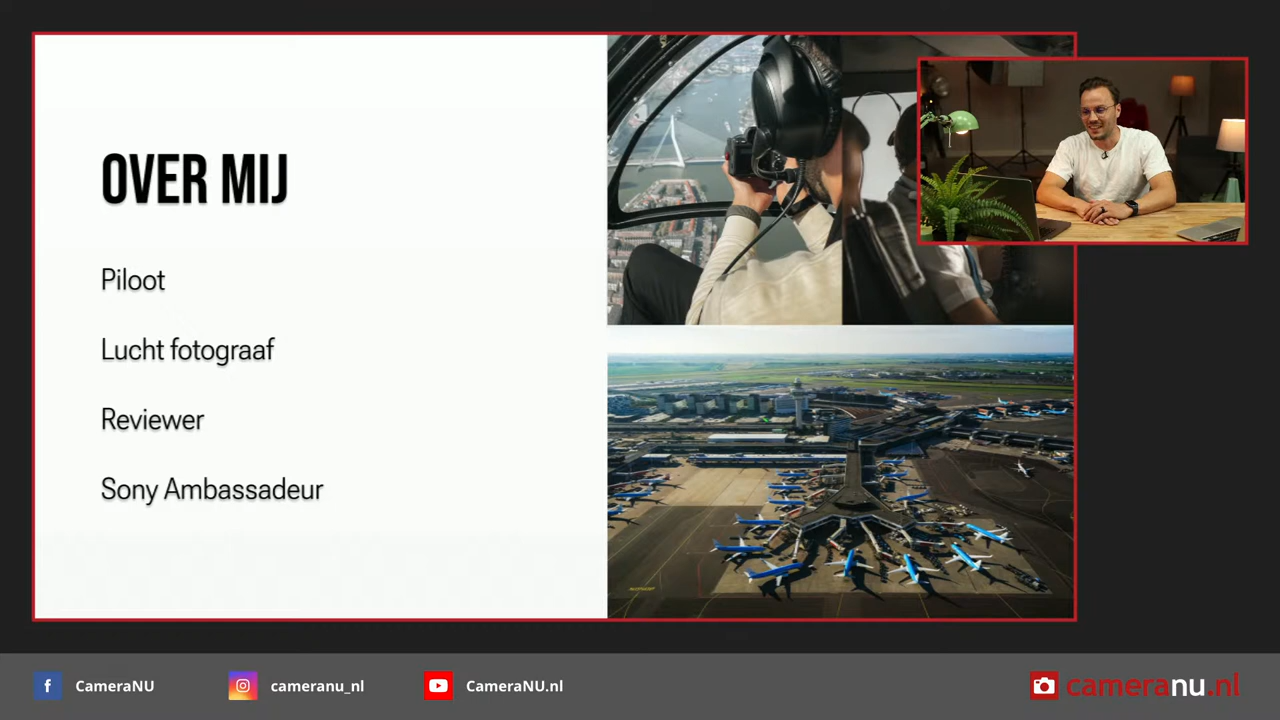 OVER MIJ
Piloot
Lucht fotograaf
Reviewer
Sony Ambassadeur
CameraNU
cameranu_nl
CameraNU.nl
cameranu.nl